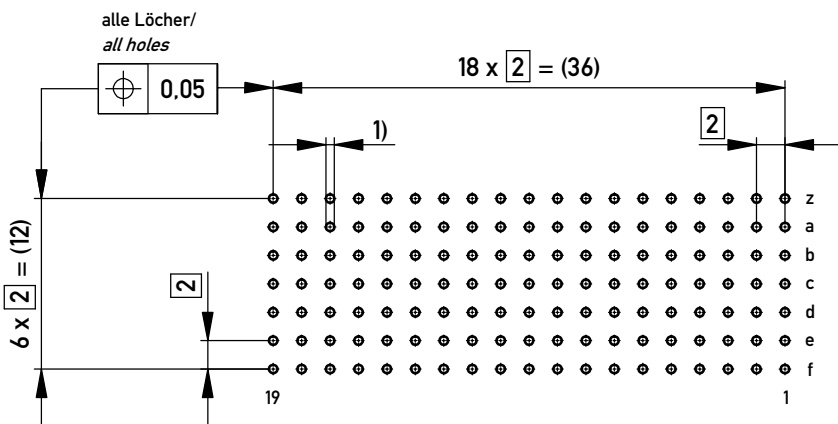 alle Löcher/
all holes
0,05
18 x 2 = (36)
1)
2
z
a
b
c
d
e
f
6 x 2 = (12)
2
19
1